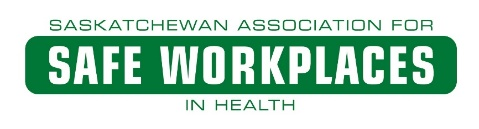 SASKATCHEWAN ASSOCIATION FOR
SAFE WORKPLACES
IN HEALTH